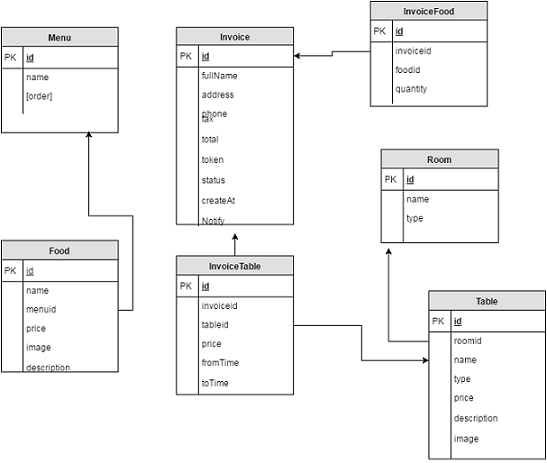 Menu
PK id
name
[order]
Invoice
PK id
fullName
address
phone
tax
total
token
status
createAt
Notify
InvoiceFood
PK id
invoiceid
foodid
quantity
Room
PK id
name
type
Food
PK id
name
menuid
price
image
description
InvoiceTable
PK id
invoiceid
tableid
price
fromTime
toTime
Table
PK id
roomid
name
type
price
description
image